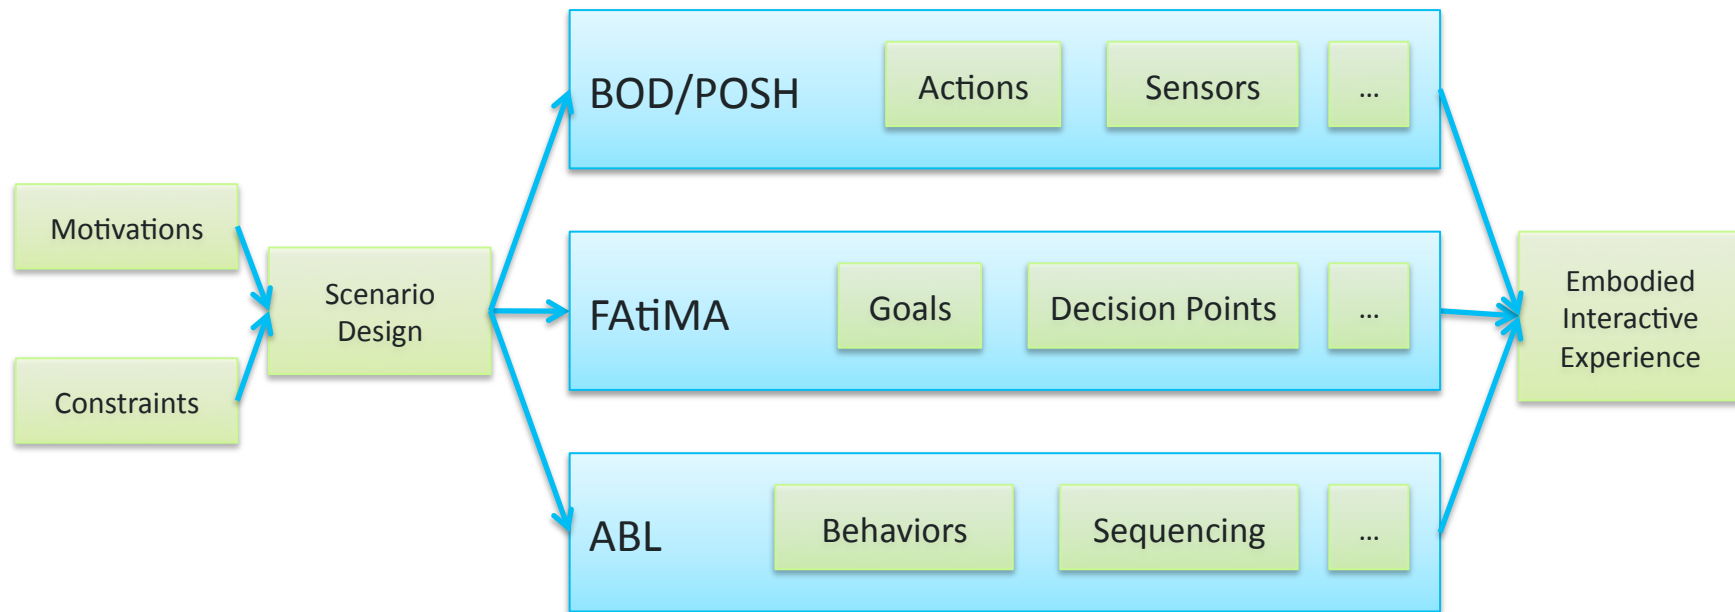 Motivations
Constraints
Scenario
Design
BOD/POSH
Actions
Sensors
...
FAtiMA
Goals
Decision Points
...
ABL
Behaviors
Sequencing
...
Embodied
Interactive
Experience